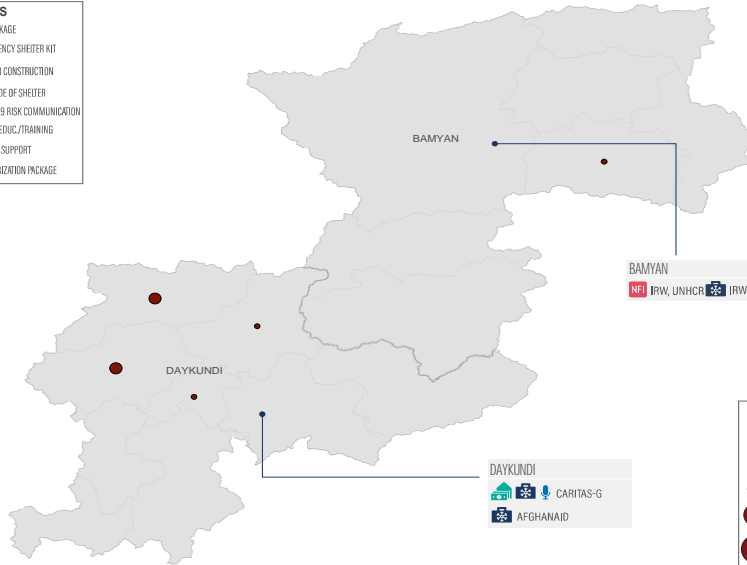 S
KAGE
ENCY SHELTER KIT
CONSTRUCTION
DE OF SHELTER
9 RISK COMMUNICATION
EDUC./TRAINING
SUPPORT
RIZATION PACKAGE
BAMYAN
BAMYAN
NFI IRW, UNHCR IRW
DAYKUNDI
DAYKUNDI
CARITAS-G
AFGHANAID